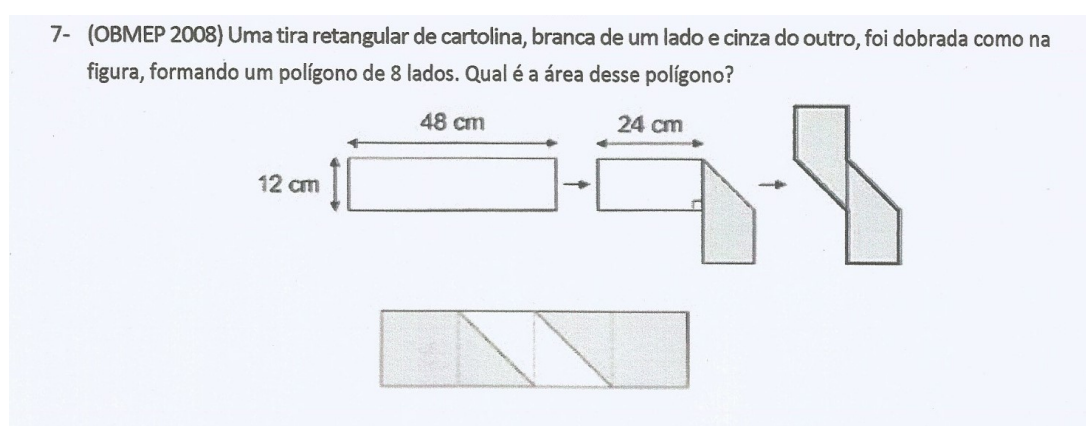 7- (OBMEP 2008) Uma tira retangular de cartolina, branca de um lado e cinza do outro, foi dobrada como na
figura, formando um polígono de 8 lados. Qual é a área desse polígono?
48 cm
24 cm
12 cm